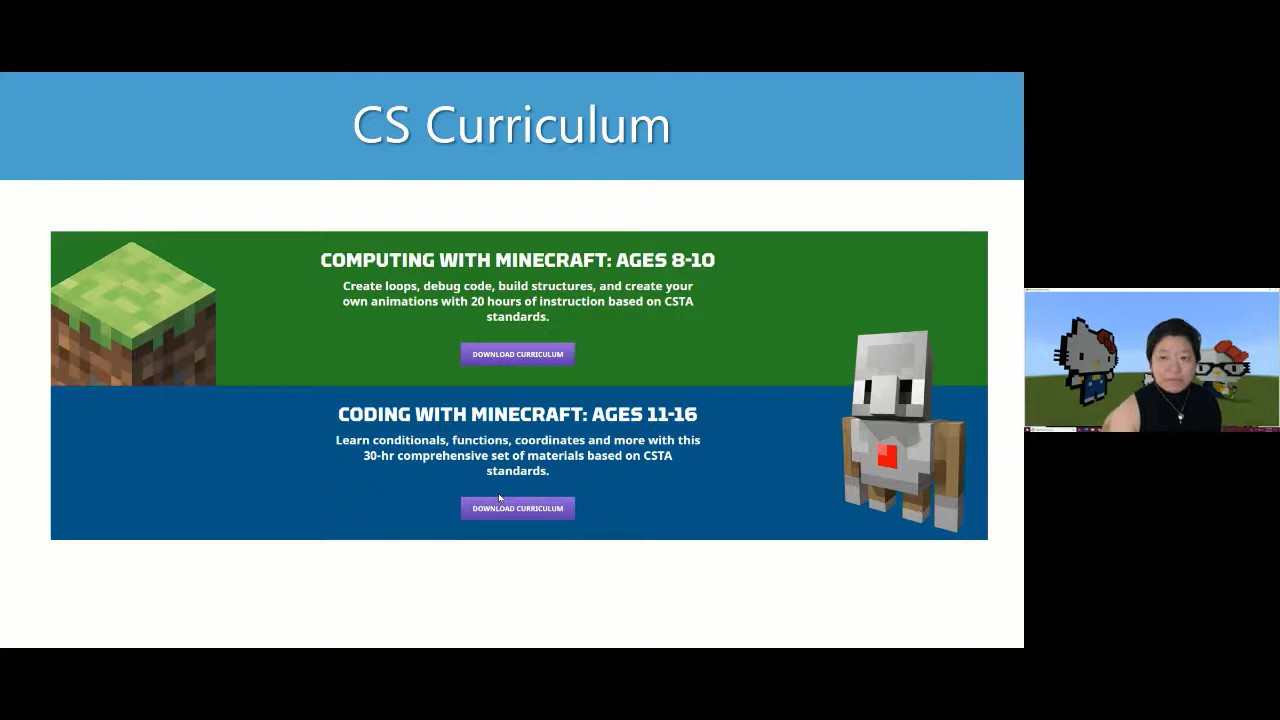 CS Curriculum
COMPUTING WITH MINECRAFT: AGES 8-10
Create loops, debug code, build structures, and create your
own animations with 20 hours of instruction based on CSTA
standards.
DOWNLOAD CURRICULUM
CODING WITH MINECRAFT: AGES 11-16
Learn conditionals, functions, coordinates and more with this
30-hr comprehensive set of materials based on CSTA
standards.
DOWNLOAD CURRICULUM